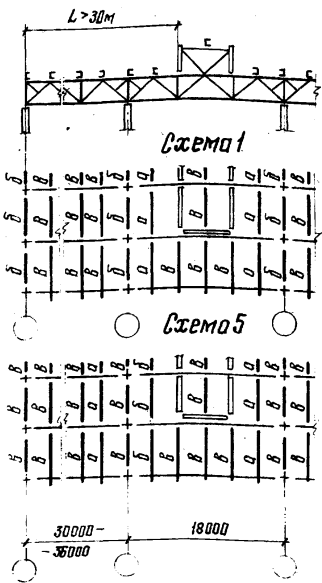 L > 30м
Схема 1
б в в в б а в а б в
б в в в б а в а б в
б в в в б а в в в а б в
Схема 5
в в в а в б в а в в
в в в а в б в а в в
в в а в б в в в а в в
30000-
-36000
18000